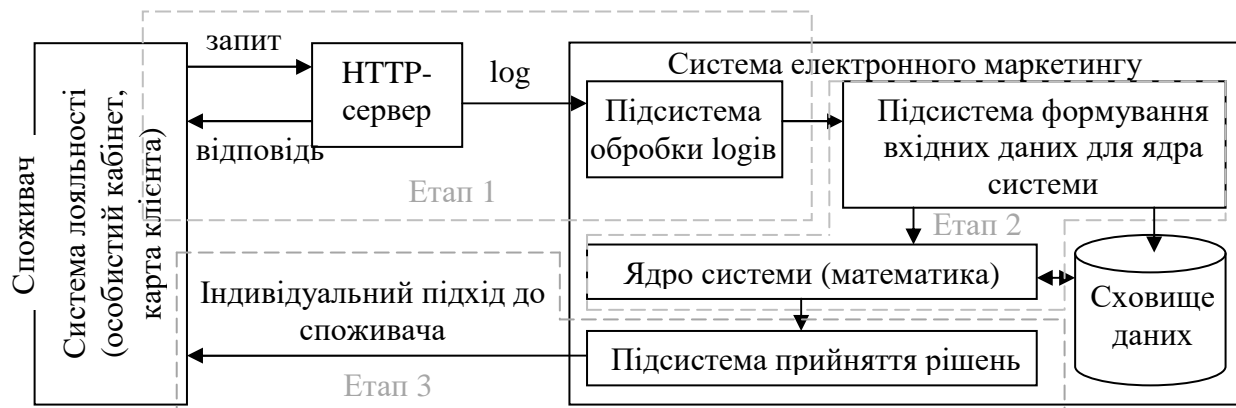 Споживач
Система лояльності
(особистий кабінет,
карта клієнта)
запит
відповідь
HTTP-
сервер
log
Етап 1
Система електронного маркетингу
Підсистема
обробки logів
Підсистема формування
вхідних даних для ядра
системи
Етап 2
Ядро системи (математика)
Сховище
даних
Індивідуальний підхід до
споживача
Підсистема прийняття рішень
Етап 3